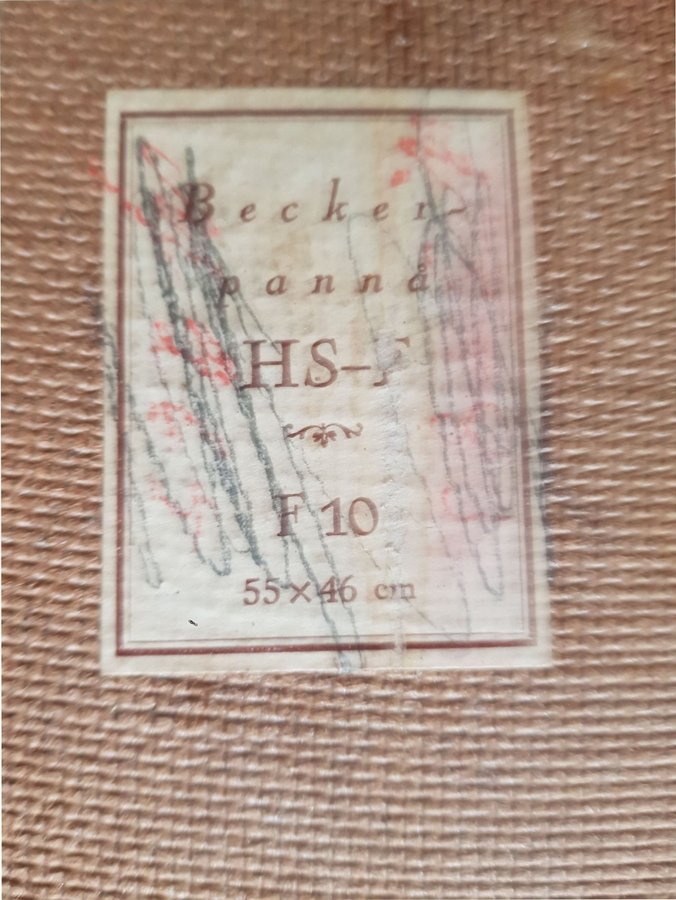 Becker-
pannå
HS–F
F 10
55×46 cm